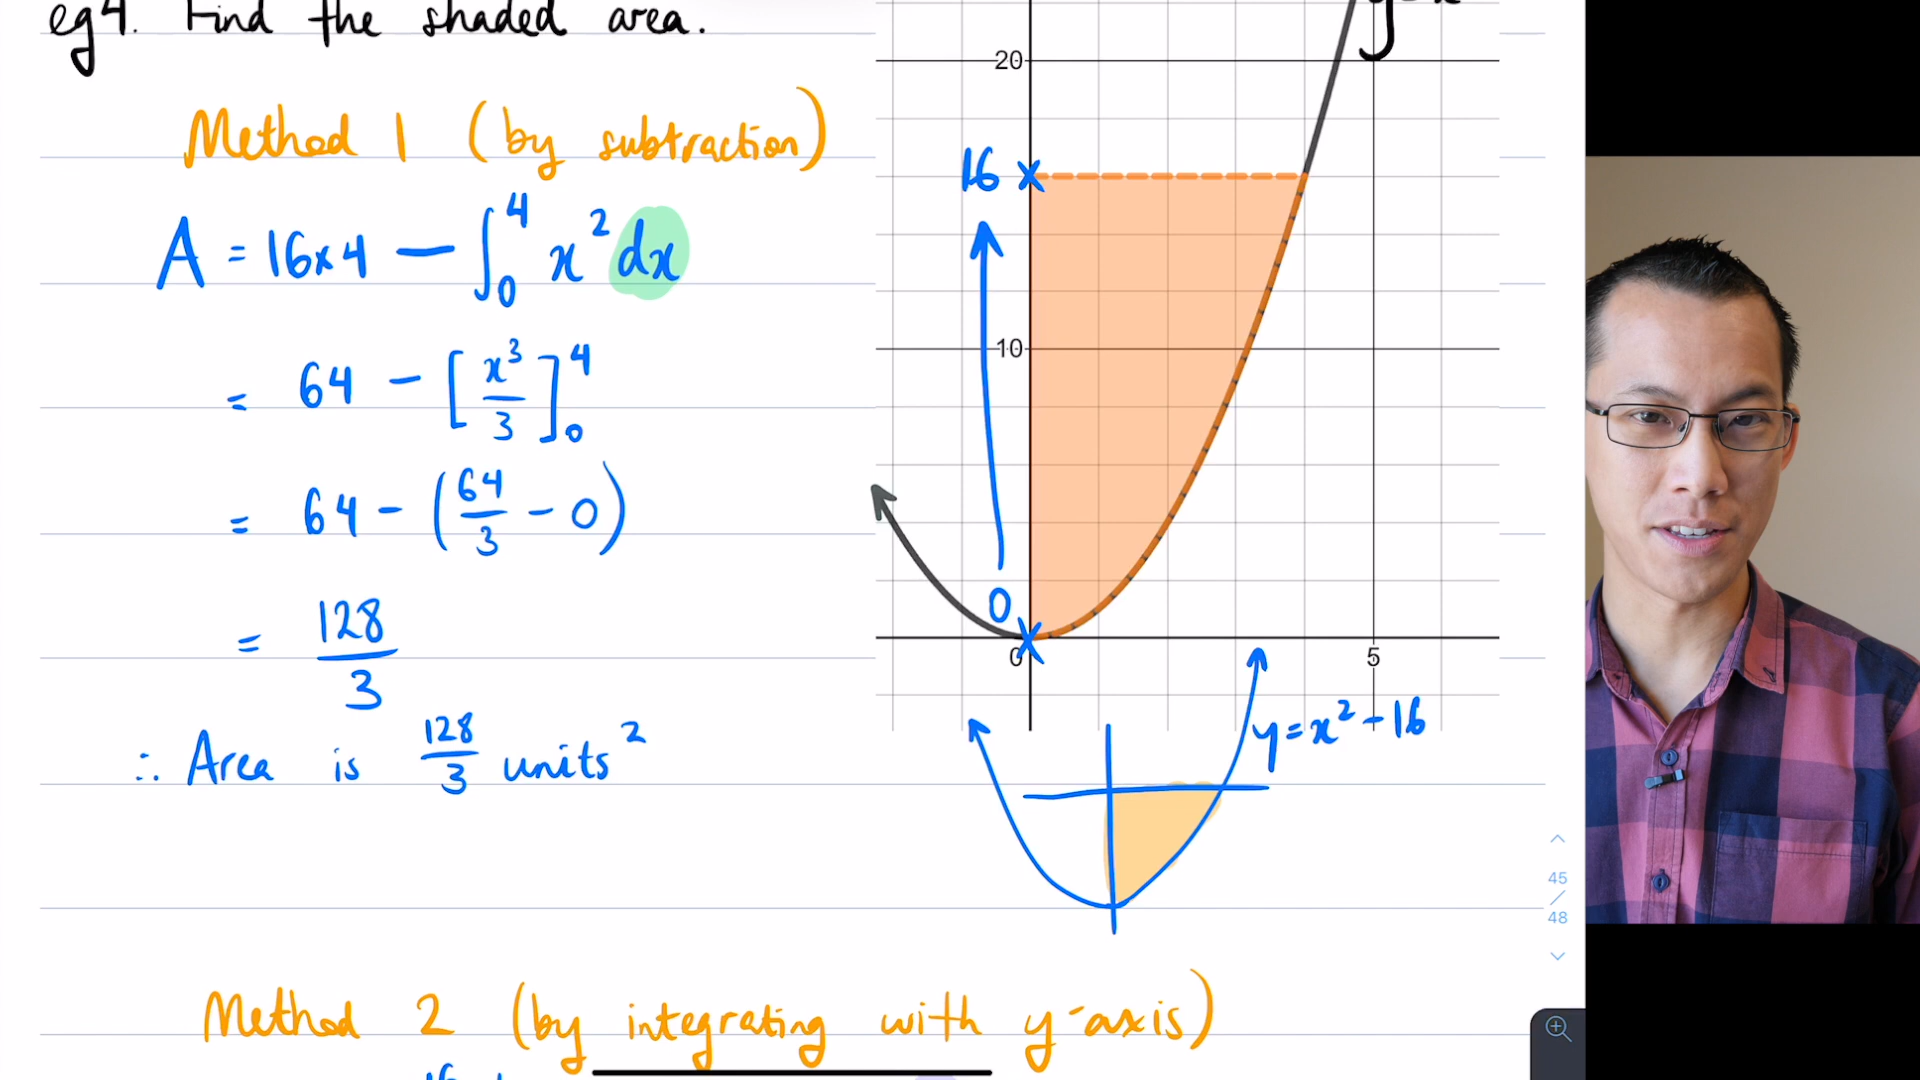 eg4. Find the shaded area.
Method 1 (by subtraction)
A = 16×4 − ∫₀⁴ x² dx
= 64 − [x³/3]₀⁴
= 64 − (64/3 − 0)
= 128/3
∴ Area is 128/3 units²
20
16
10
0
0
5
y = x² − 16
45
48
Method 2 (by integrating with y-axis)